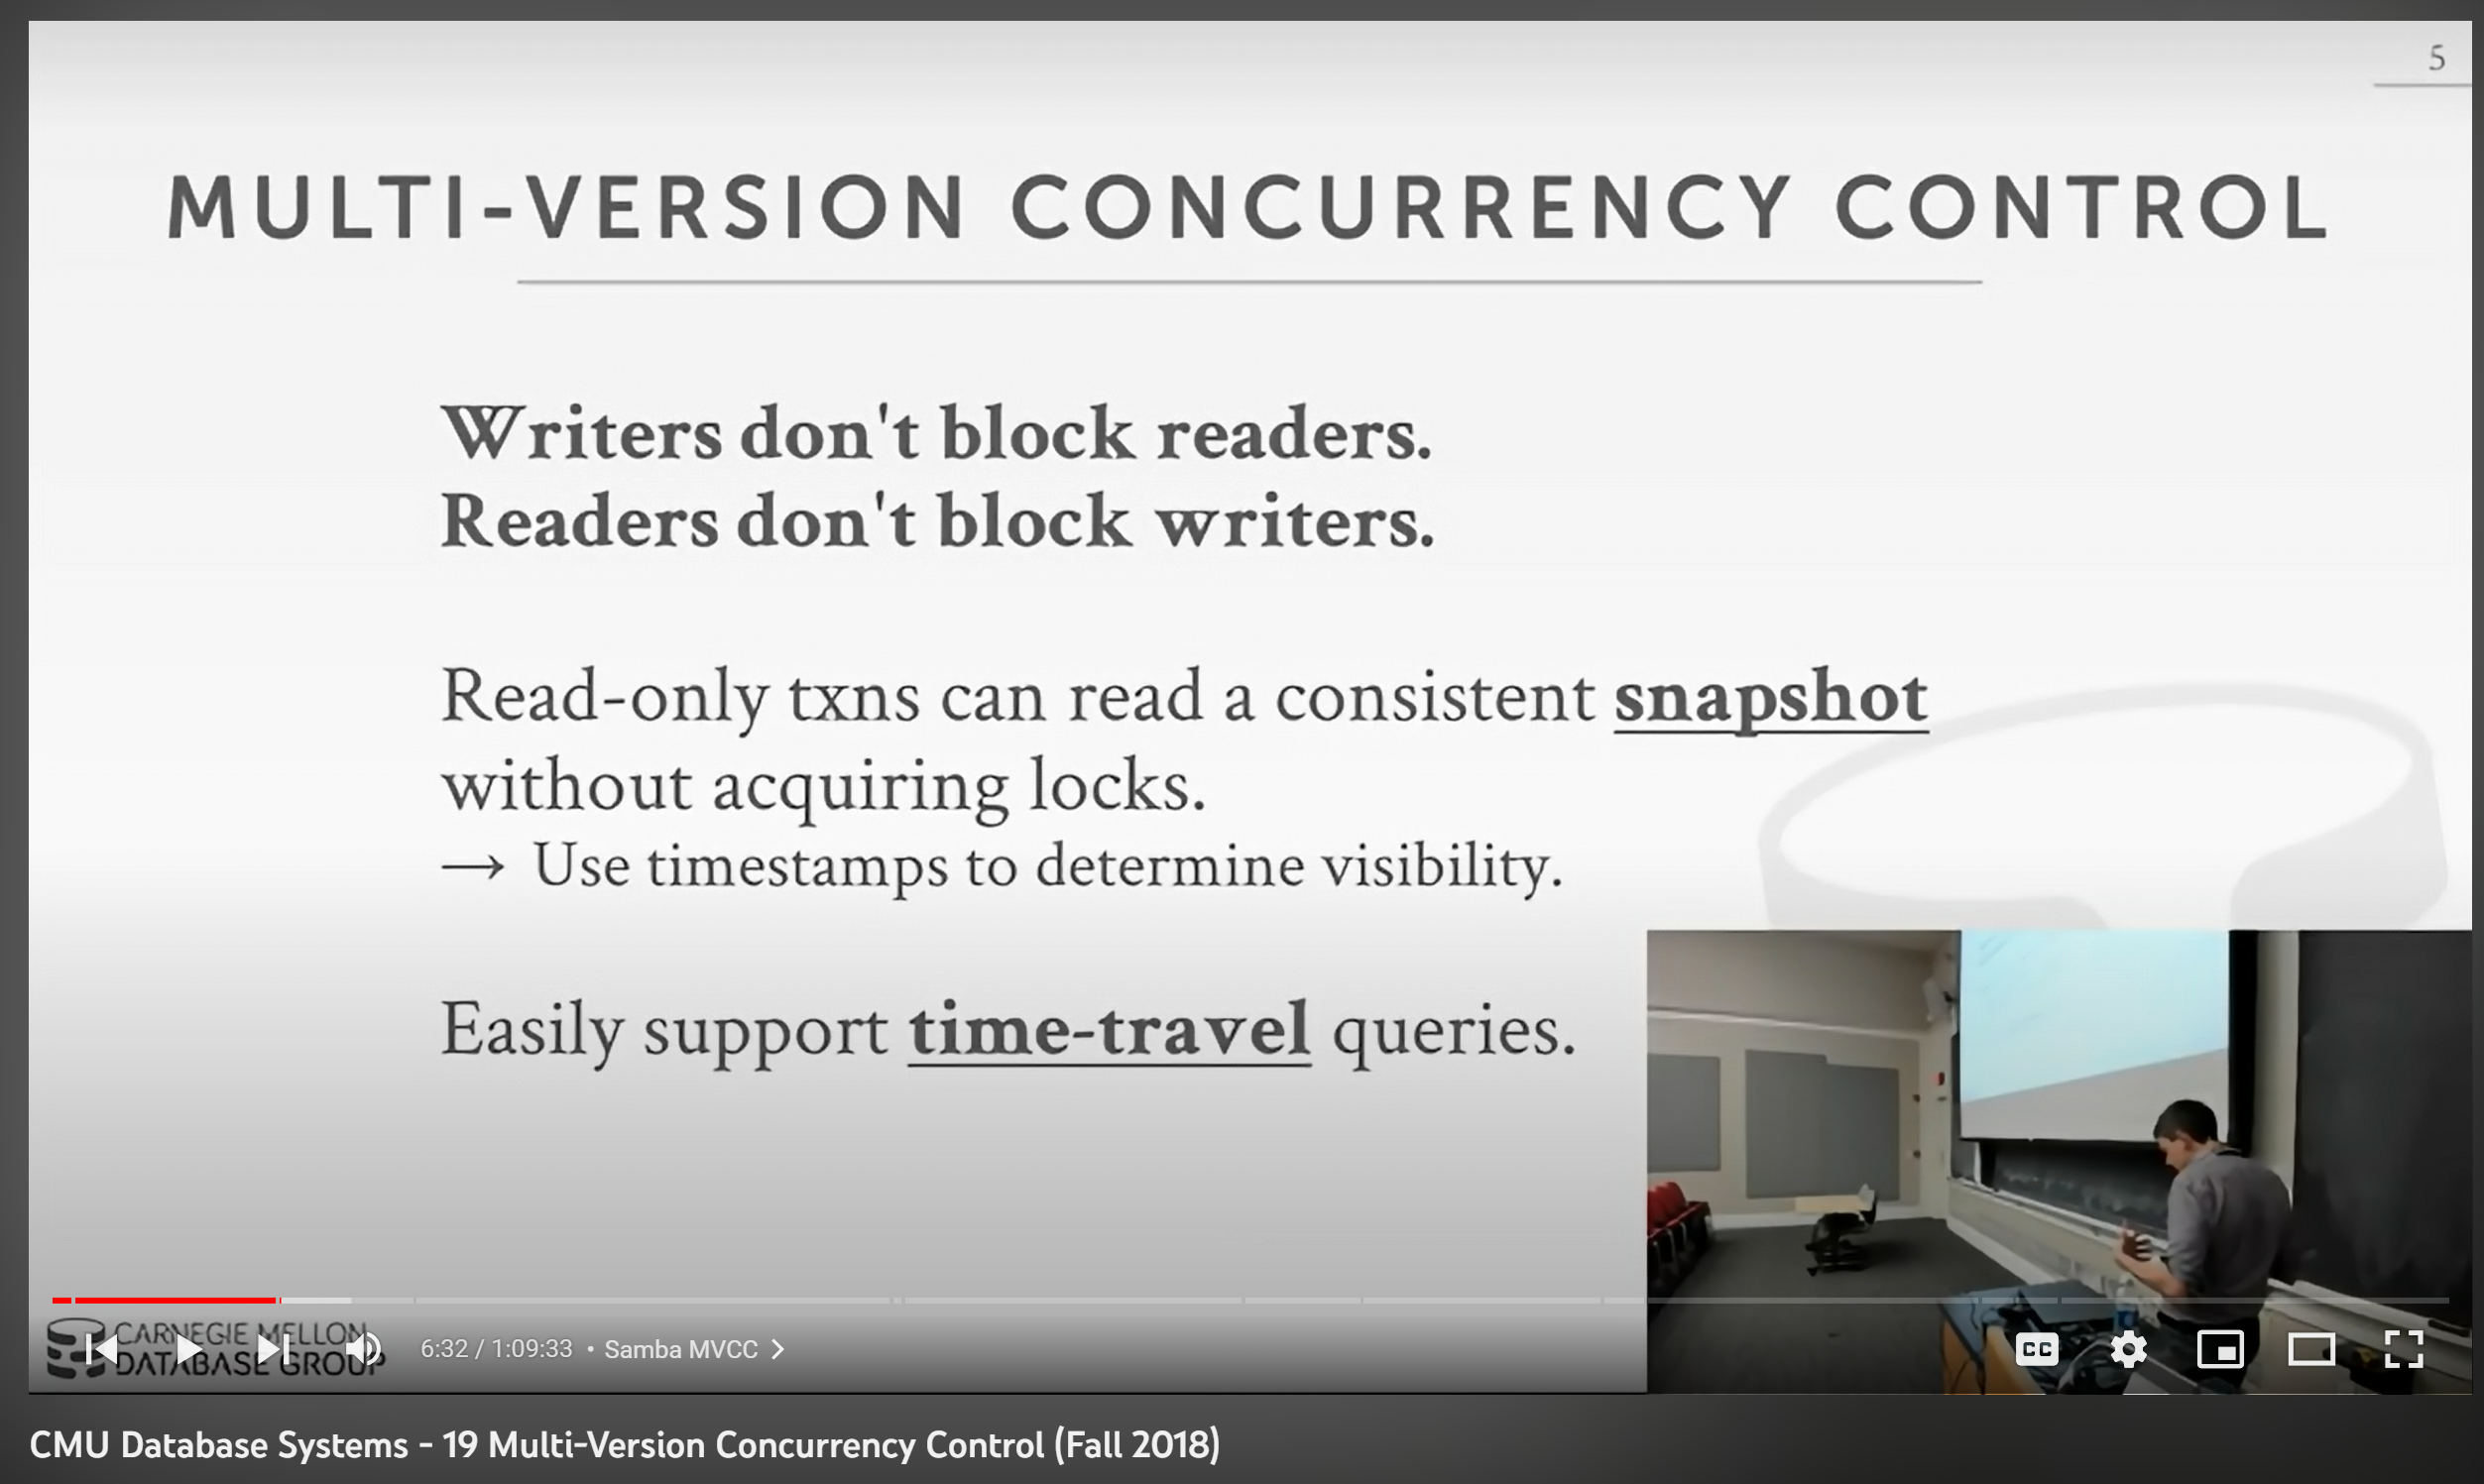 5
MULTI-VERSION CONCURRENCY CONTROL
Writers don't block readers.
Readers don't block writers.
Read-only txns can read a consistent snapshot
without acquiring locks.
→ Use timestamps to determine visibility.
Easily support time-travel queries.
CARNEGIE MELLON
DATABASE GROUP
6:32 / 1:09:33 • Samba MVCC >
CC
CMU Database Systems - 19 Multi-Version Concurrency Control (Fall 2018)